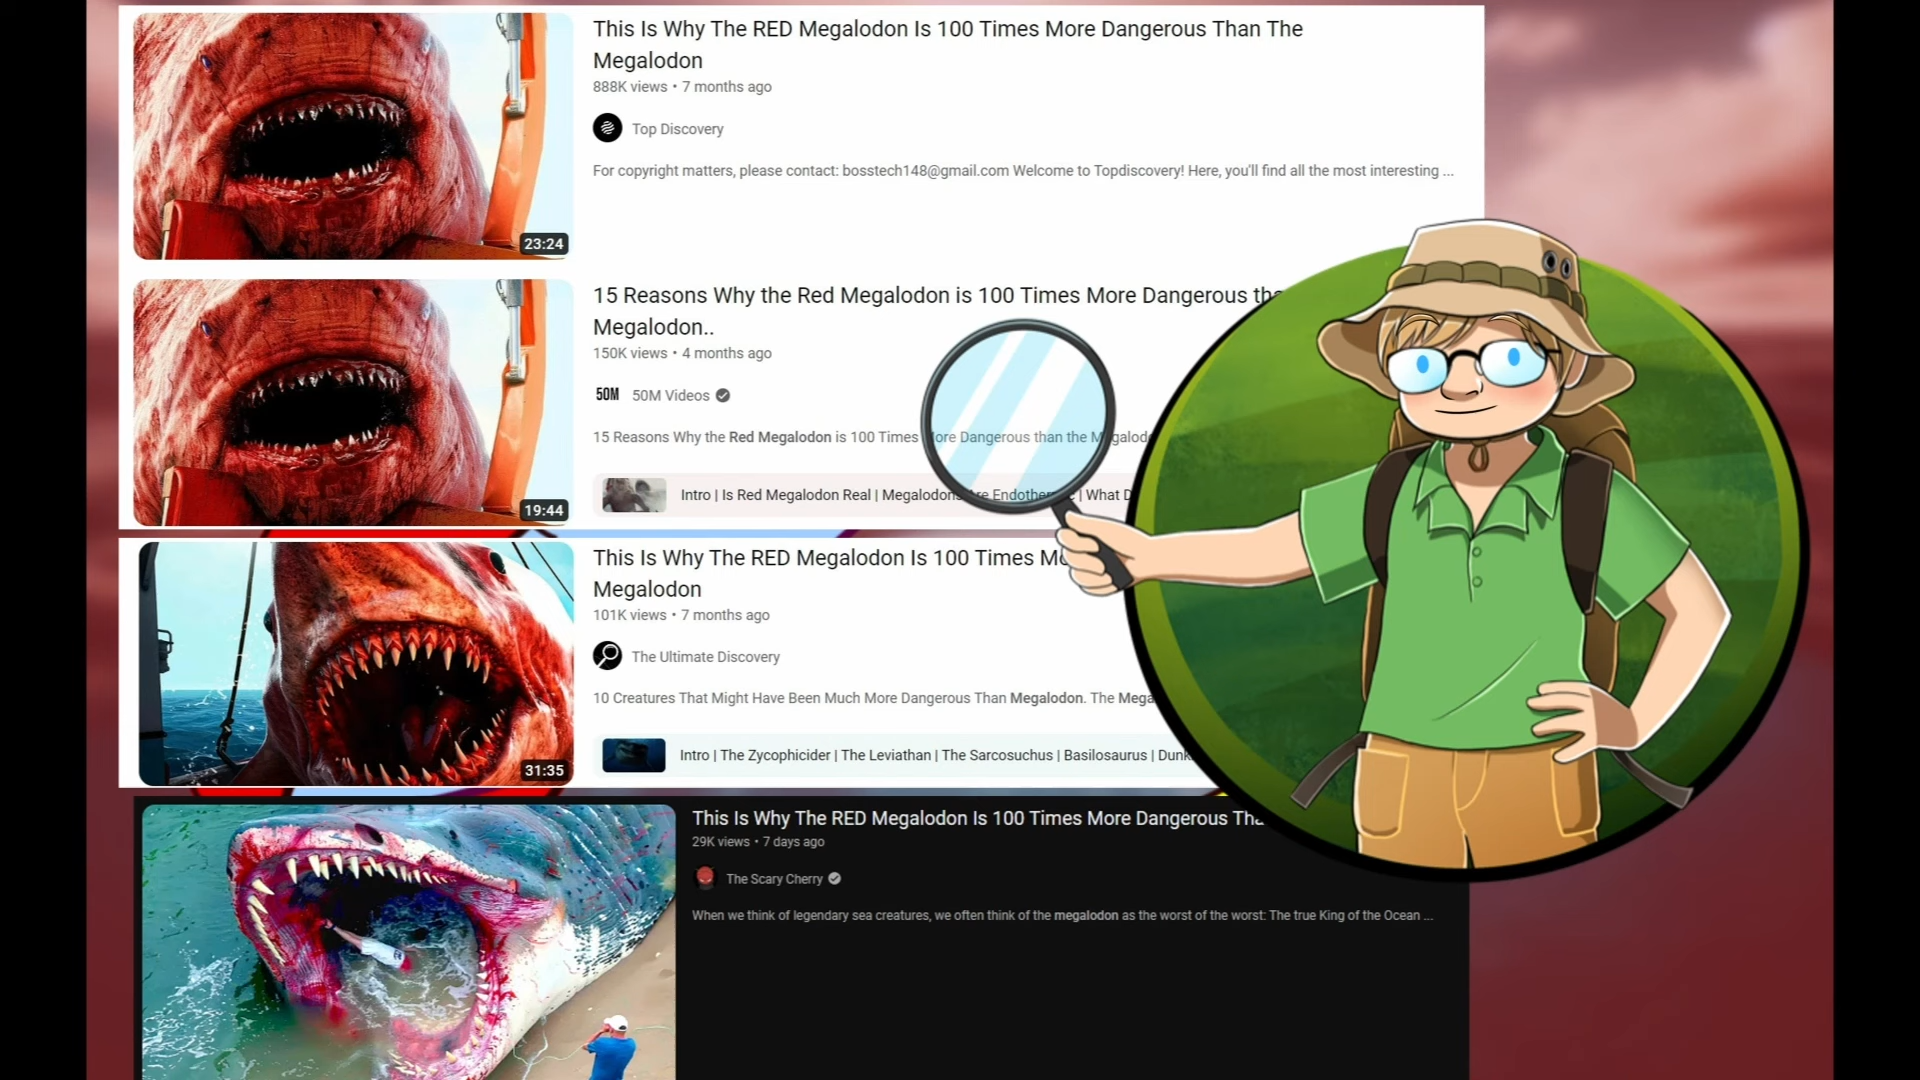 This Is Why The RED Megalodon Is 100 Times More Dangerous Than The
Megalodon
888K views • 7 months ago
Top Discovery
For copyright matters, please contact: bosstech148@gmail.com Welcome to Topdiscovery! Here, you'll find all the most interesting ...
23:24
15 Reasons Why the Red Megalodon is 100 Times More Dangerous tha
Megalodon..
150K views • 4 months ago
50M 50M Videos
15 Reasons Why the Red Megalodon is 100 Times More Dangerous than the Megalodo
Intro | Is Red Megalodon Real | Megalodons Are Endothermic | What D
19:44
This Is Why The RED Megalodon Is 100 Times Mo
Megalodon
101K views • 7 months ago
The Ultimate Discovery
10 Creatures That Might Have Been Much More Dangerous Than Megalodon. The Mega
Intro | The Zycophicider | The Leviathan | The Sarcosuchus | Basilosaurus | Dunk
31:35
This Is Why The RED Megalodon Is 100 Times More Dangerous Tha
29K views • 7 days ago
The Scary Cherry
When we think of legendary sea creatures, we often think of the megalodon as the worst of the worst: The true King of the Ocean ...